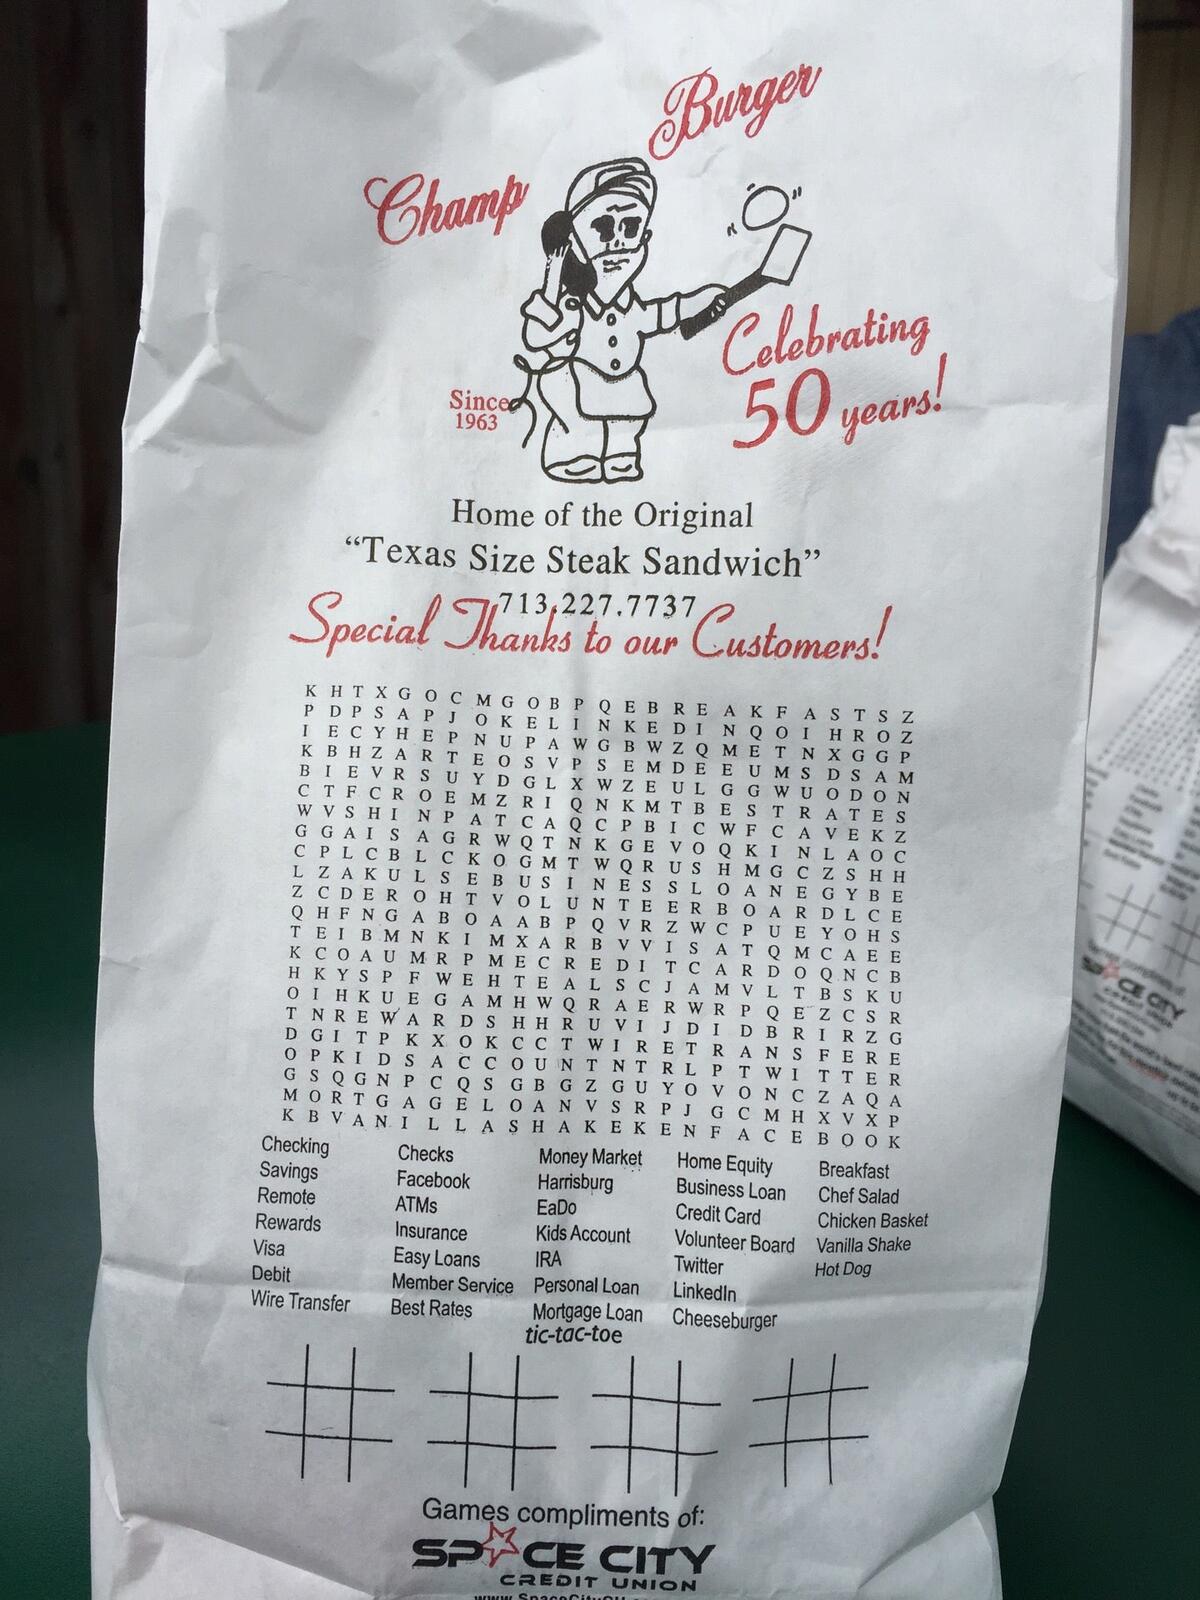 Burger
Champ
Celebrating
50 years!
Since
1963
Home of the Original
“Texas Size Steak Sandwich”
713.227.7737
Special Thanks to our Customers!
K H T X G O C M G O B P Q E B R E A K F A S T S Z
P D P S A P J O K E L I N K E D I N Q O I H R O Z
I E C Y H E P N U P A W G B W Z Q M E T N X G G P
K B H Z A R T E O S V P S E M D E E U M S D S A M
B I E V R S U Y D G L X W Z E U L G G W U O D O N
C T F C R O E M Z R I Q N K M T B E S T R A T E S
W V S H I N P A T C A Q C P B I C W F C A V E K Z
G G A I S A G R W Q T N K G E V O Q K I N L A O C
C P L C B L C K O G M T W Q R U S H M G C Z S H H
L Z A K U L S E B U S I N E S S L O A N E G Y B E
Z C D E R O H T V O L U N T E E R B O A R D L C E
Q H F N G A B O A A B P Q V R Z W C P U E Y O H S
T E I B M N K I M X A R B V V I S A T Q M C A E E
K C O A U M R P M E C R E D I T C A R D O Q N C B
H K Y S P F W E H T E A L S C J A M V L T B S K U
O I H K U E G A M H W Q R A E R W R P Q E Z C S R
T N R E W A R D S H H R U V I J D I D B R I R Z G
D G I T P K X O K C C T W I R E T R A N S F E R E
O P K I D S A C C O U N T N T R L P T W I T T E R
G S Q G N P C Q S G B G Z G U Y O V O N C Z A Q A
M O R T G A G E L O A N V S R P J G C M H X V X P
K B V A N I L L A S H A K E K E N F A C E B O O K
Checking Checks Money Market Home Equity Breakfast
Savings Facebook Harrisburg Business Loan Chef Salad
Remote ATMs EaDo Credit Card Chicken Basket
Rewards Insurance Kids Account Volunteer Board Vanilla Shake
Visa Easy Loans IRA Twitter Hot Dog
Debit Member Service Personal Loan LinkedIn
Wire Transfer Best Rates Mortgage Loan Cheeseburger
tic-tac-toe
Games compliments of:
SPACE CITY
CREDIT UNION